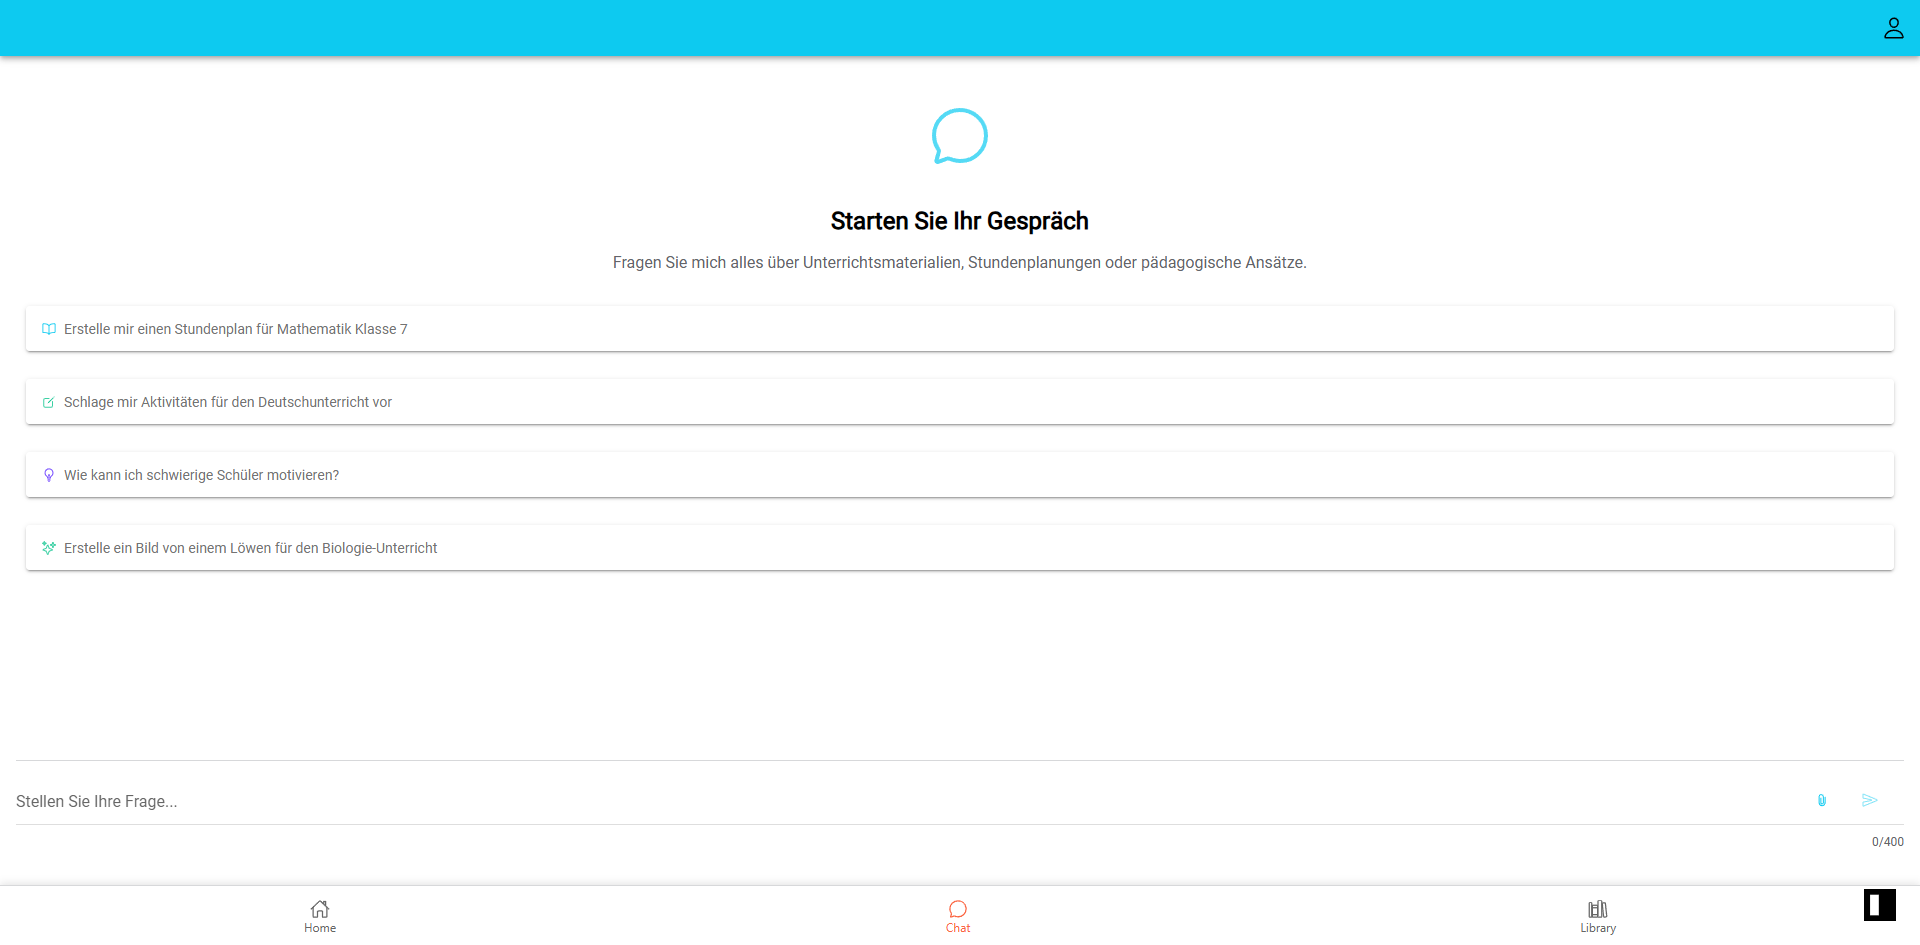 Starten Sie Ihr Gespräch
Fragen Sie mich alles über Unterrichtsmaterialien, Stundenplanungen oder pädagogische Ansätze.
Erstelle mir einen Stundenplan für Mathematik Klasse 7
Schlage mir Aktivitäten für den Deutschunterricht vor
Wie kann ich schwierige Schüler motivieren?
Erstelle ein Bild von einem Löwen für den Biologie-Unterricht
Stellen Sie Ihre Frage...
0/400
Home
Chat
Library